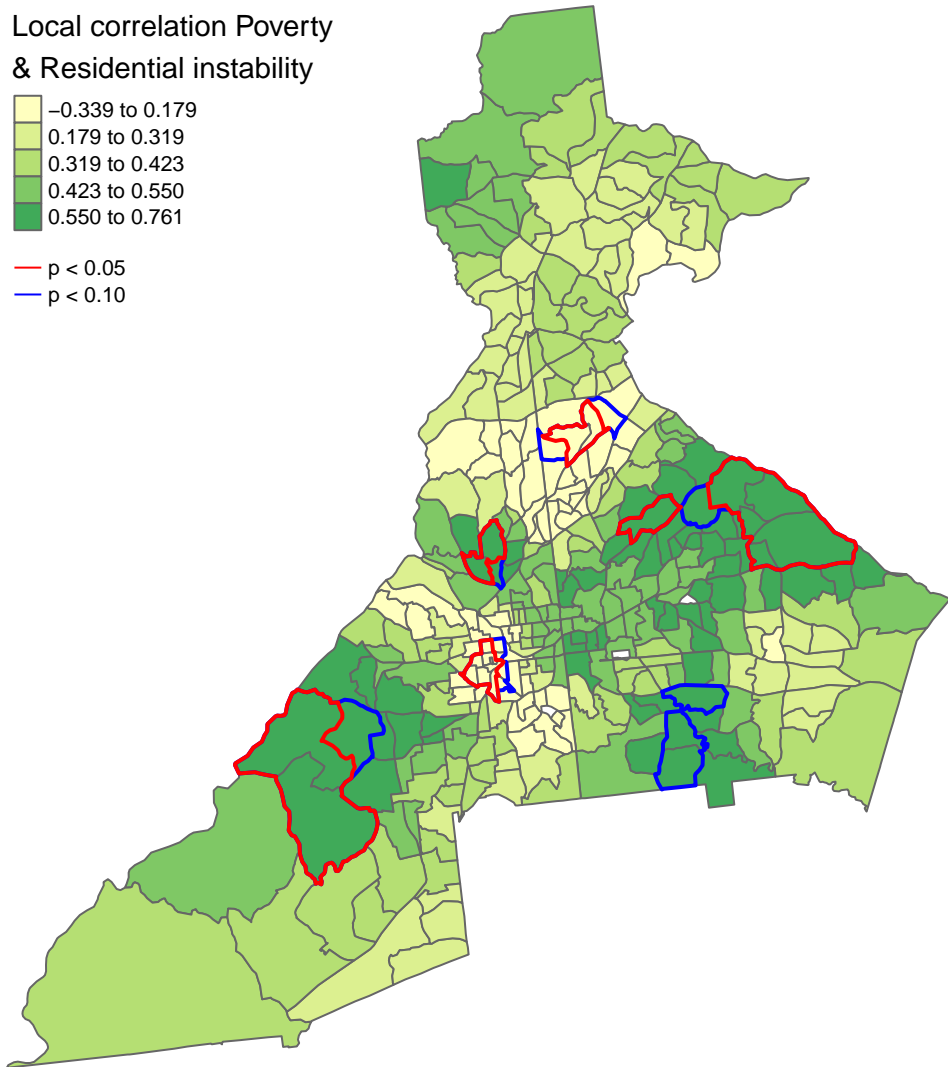 Local correlation Poverty
& Residential instability
−0.339 to 0.179
0.179 to 0.319
0.319 to 0.423
0.423 to 0.550
0.550 to 0.761
p < 0.05
p < 0.10